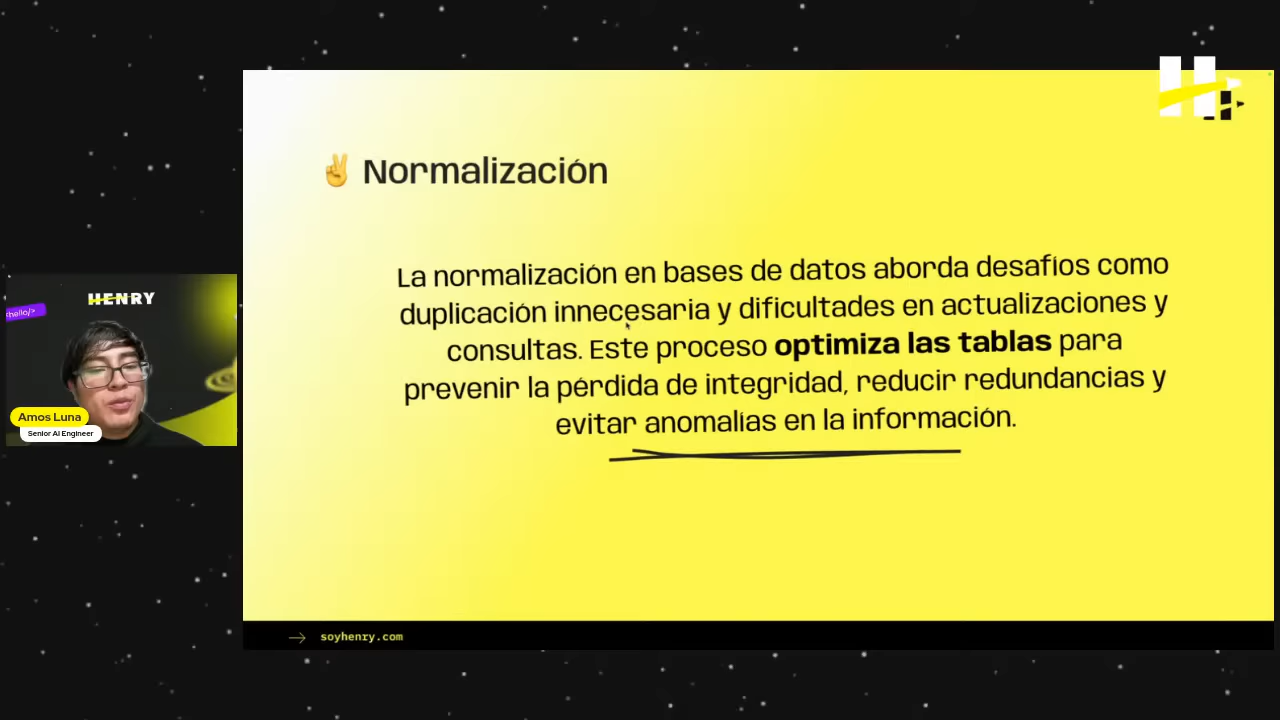 ✌️ Normalización
La normalización en bases de datos aborda desafíos como
duplicación innecesaria y dificultades en actualizaciones y
consultas. Este proceso optimiza las tablas para
prevenir la pérdida de integridad, reducir redundancias y
evitar anomalías en la información.
HENRY
<hello/>
Amos Luna
Senior AI Engineer
soyhenry.com